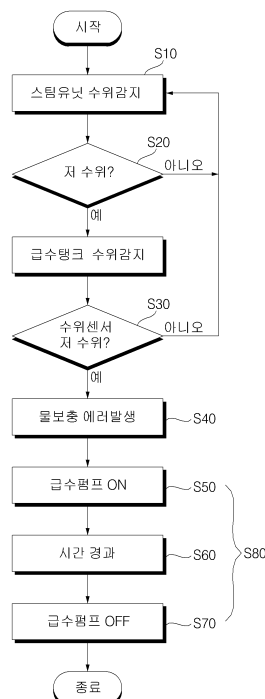 시작
S10
스팀유닛 수위감지
S20
저 수위?
아니오
예
급수탱크 수위감지
S30
수위센서
저 수위?
아니오
예
물보충 에러발생
S40
급수펌프 ON
S50
시간 경과
S60
S80
급수펌프 OFF
S70
종료